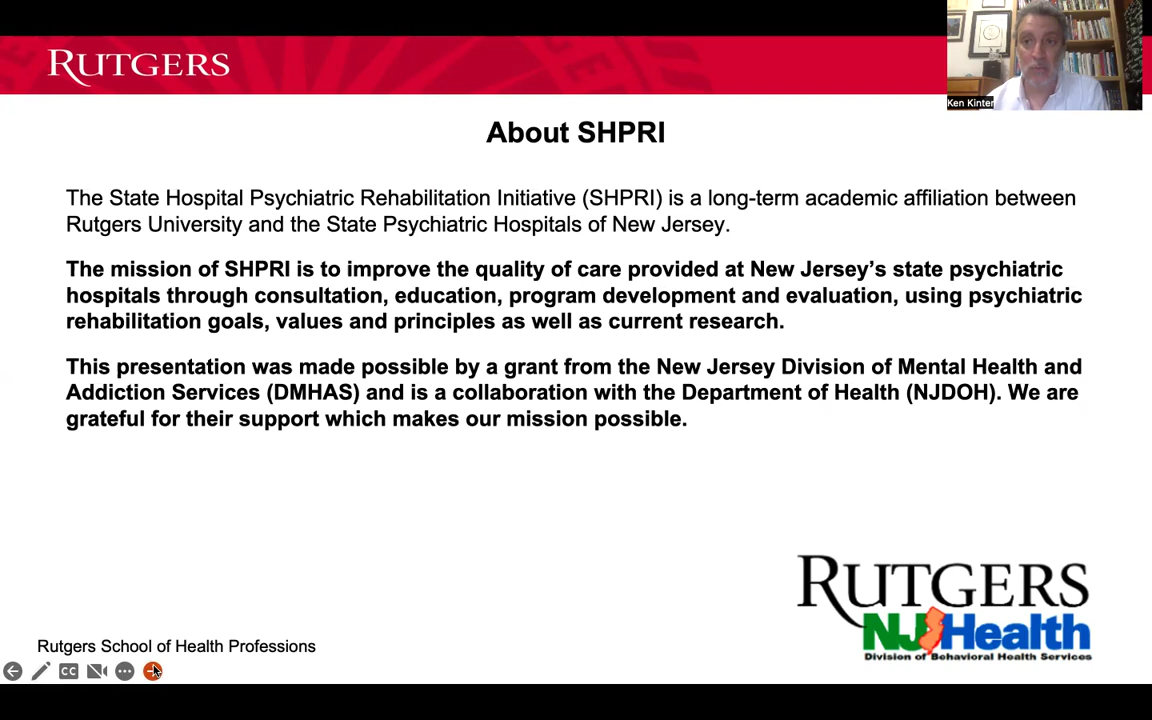 RUTGERS
Ken Kinter
About SHPRI
The State Hospital Psychiatric Rehabilitation Initiative (SHPRI) is a long-term academic affiliation between
Rutgers University and the State Psychiatric Hospitals of New Jersey.
The mission of SHPRI is to improve the quality of care provided at New Jersey’s state psychiatric
hospitals through consultation, education, program development and evaluation, using psychiatric
rehabilitation goals, values and principles as well as current research.
This presentation was made possible by a grant from the New Jersey Division of Mental Health and
Addiction Services (DMHAS) and is a collaboration with the Department of Health (NJDOH). We are
grateful for their support which makes our mission possible.
RUTGERS
NJHealth
Division of Behavioral Health Services
Rutgers School of Health Professions
CC